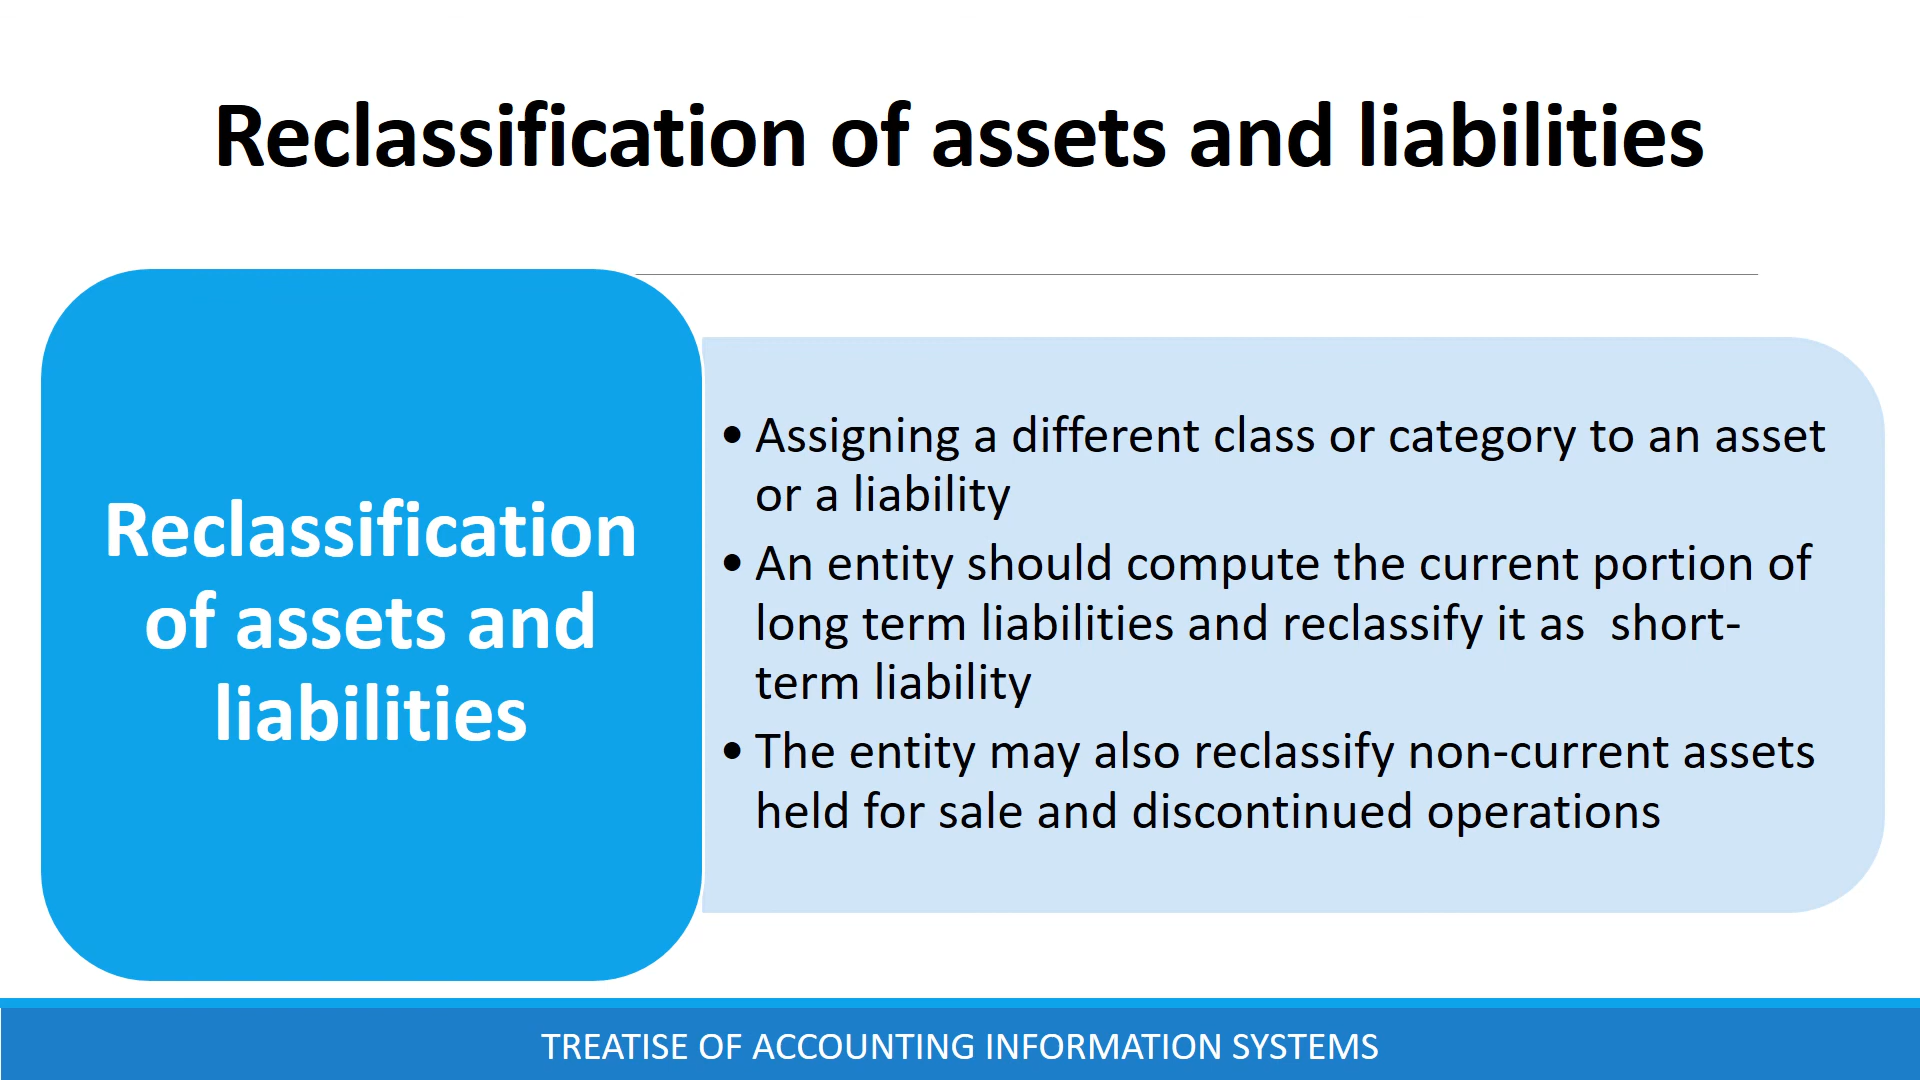 Reclassification of assets and liabilities
Reclassification
of assets and
liabilities
• Assigning a different class or category to an asset
or a liability
• An entity should compute the current portion of
long term liabilities and reclassify it as  short-
term liability
• The entity may also reclassify non-current assets
held for sale and discontinued operations
TREATISE OF ACCOUNTING INFORMATION SYSTEMS